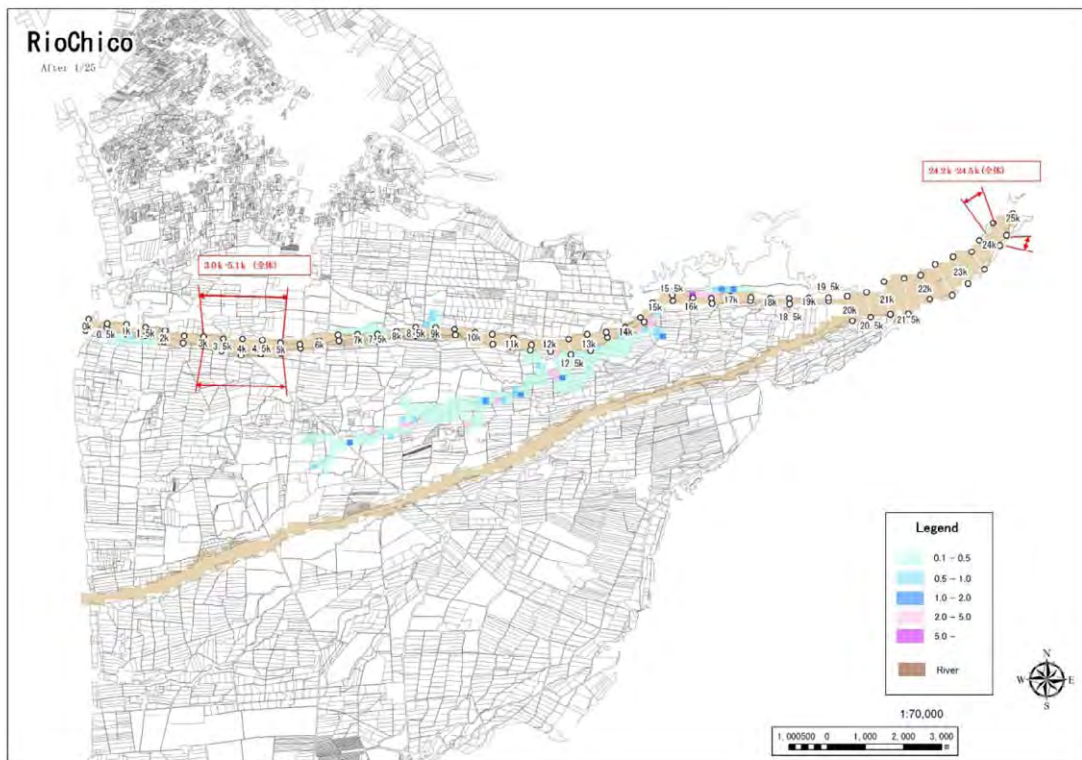 RioChico
After 1/25
24.2k-24.5k(全体)
3.0k-5.1k (全体)
0k
0.5k
1k
1.5k
2k
3k
3.5k
4k
4.5k
5k
6k
7k
7.5k
8k
8.5k
9k
10k
11k
12k
12.5k
13k
14k
15k
15.5k
16k
17k
18k
18.5k
19k
19.5k
20k
20.5k
21k
21.5k
22k
23k
24k
25k
Legend
0.1 - 0.5
0.5 - 1.0
1.0 - 2.0
2.0 - 5.0
5.0 -
River
N
W
E
S
1:70,000
1,000500 0 1,000 2,000 3,000